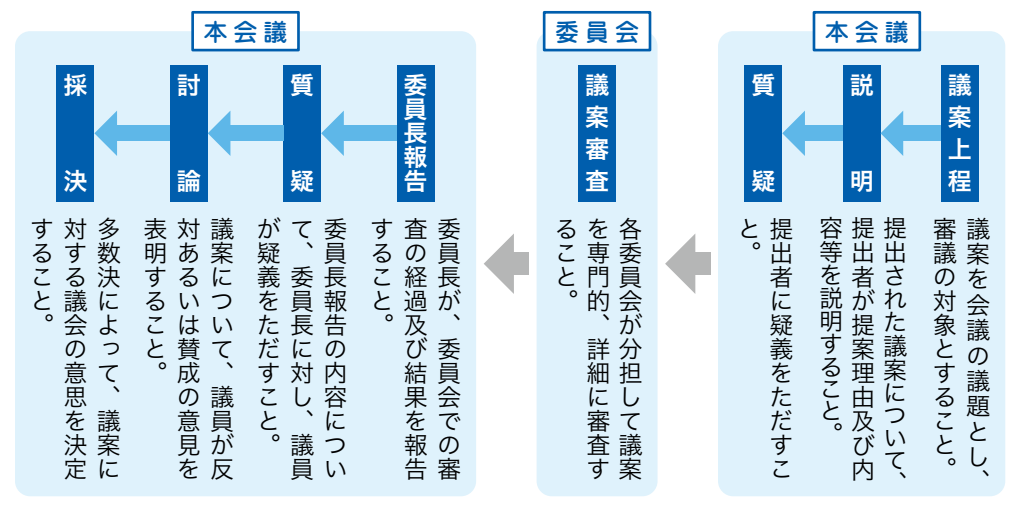 本会議
議案上程
議案を会議の議題とし、
審議の対象とすること。
説明
提出された議案について、
提出者が提案理由及び内
容等を説明すること。
質疑
提出者に疑義をただすこ
と。
委員会
議案審査
各委員会が分担して議案
を専門的、詳細に審査す
ること。
本会議
委員長報告
委員長が、委員会での審
査の経過及び結果を報告
すること。
質疑
委員長報告の内容につい
て、委員長に対し、議員
が疑義をただすこと。
討論
議案について、議員が反
対あるいは賛成の意見を
表明すること。
採決
多数決によって、議案に
対する議会の意思を決定
すること。